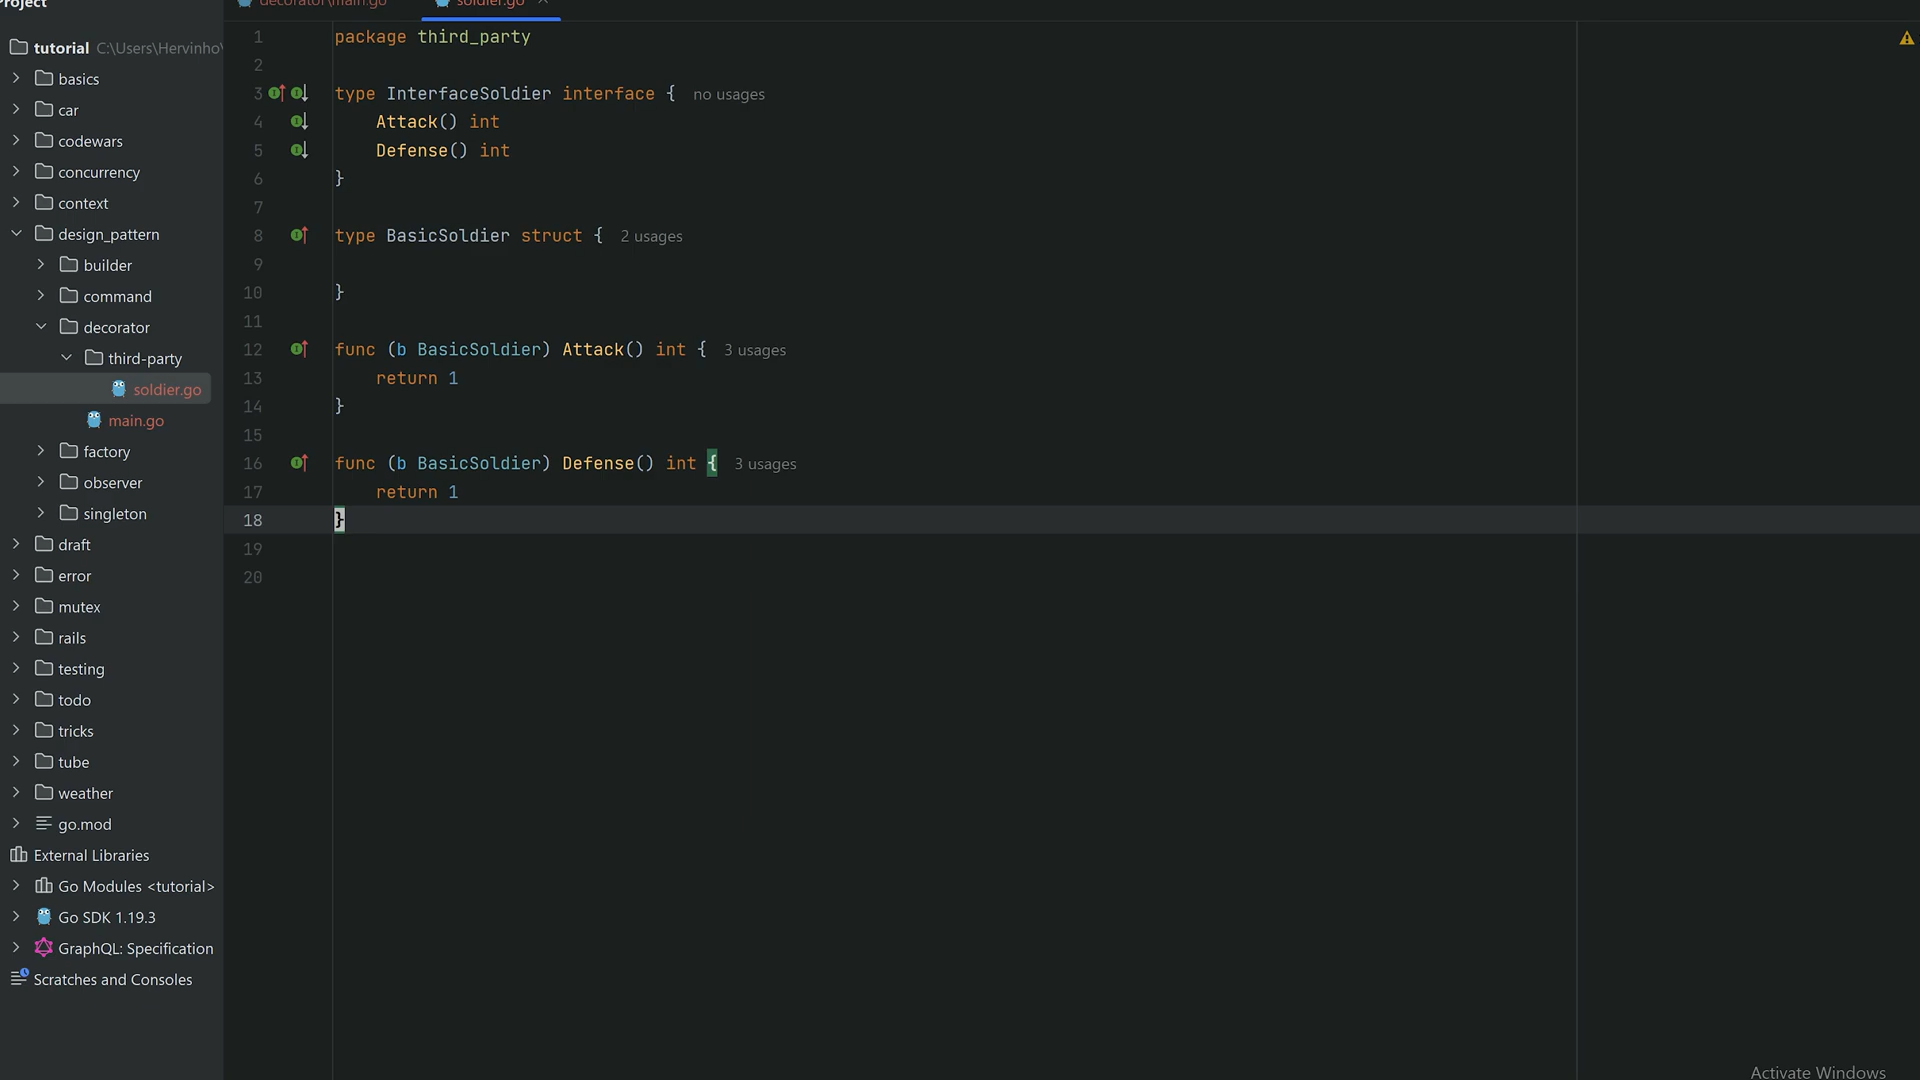 Project
decorator\main.go
soldier.go
tutorial C:\Users\Hervinho\
basics
car
codewars
concurrency
context
design_pattern
builder
command
decorator
third-party
soldier.go
main.go
factory
observer
singleton
draft
error
mutex
rails
testing
todo
tricks
tube
weather
go.mod
External Libraries
Go Modules <tutorial>
Go SDK 1.19.3
GraphQL: Specification
Scratches and Consoles
1 package third_party
2
3 type InterfaceSoldier interface { no usages
4 Attack() int
5 Defense() int
6 }
7
8 type BasicSoldier struct { 2 usages
9
10 }
11
12 func (b BasicSoldier) Attack() int { 3 usages
13 return 1
14 }
15
16 func (b BasicSoldier) Defense() int { 3 usages
17 return 1
18 }
19
20
Activate Windows